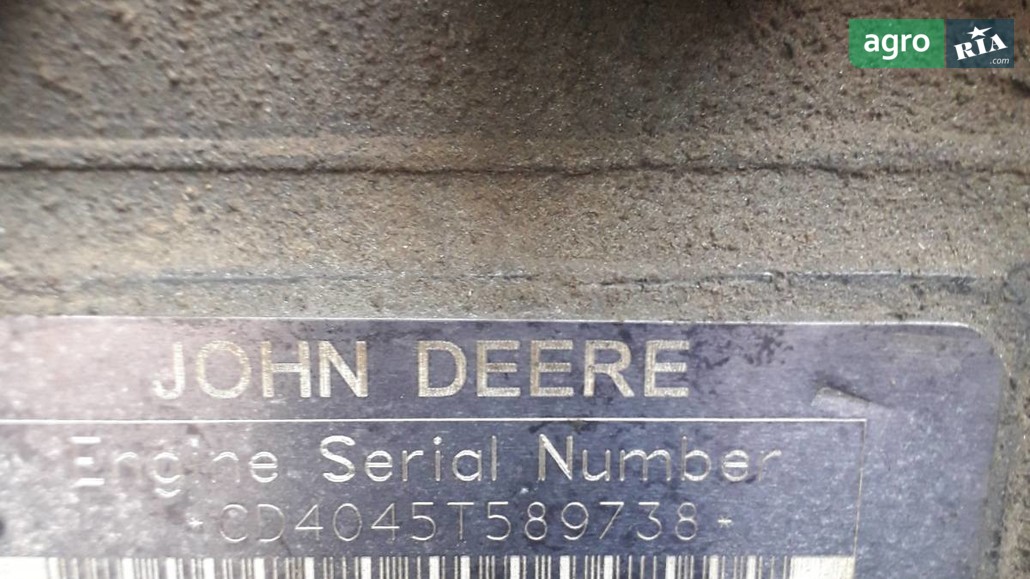 agro RIA.com
JOHN DEERE
Engine Serial Number
*CD4045T589738*